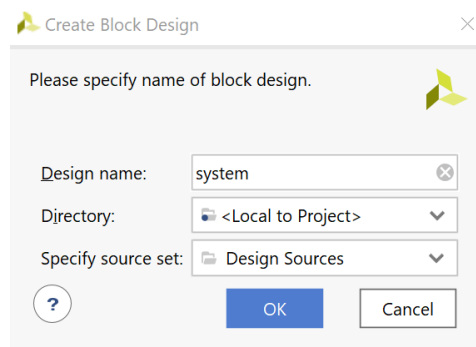 Create Block Design
Please specify name of block design.
Design name: system
Directory: <Local to Project>
Specify source set: Design Sources
? OK Cancel